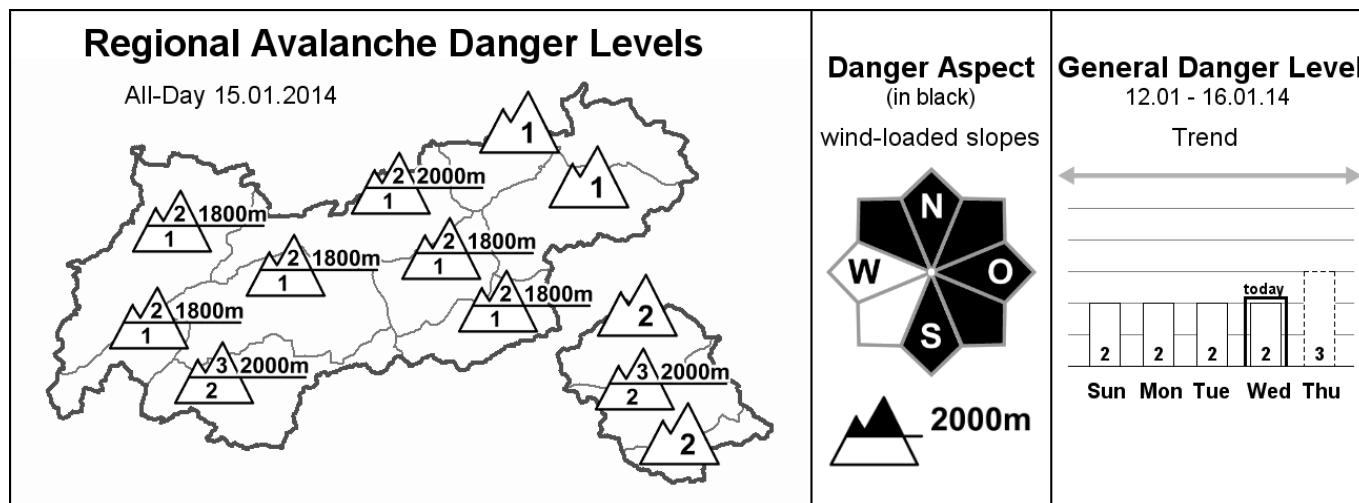 Regional Avalanche Danger Levels
All-Day 15.01.2014
1
1
2 2000m
1
2 1800m
1
2 1800m
1
2 1800m
1
2 1800m
1
2 1800m
1
2
3 2000m
2
3 2000m
2
2
Danger Aspect
(in black)
wind-loaded slopes
N
W
O
S
2000m
General Danger Level
12.01 - 16.01.14
Trend
today
2 2 2 2 3
Sun Mon Tue Wed Thu